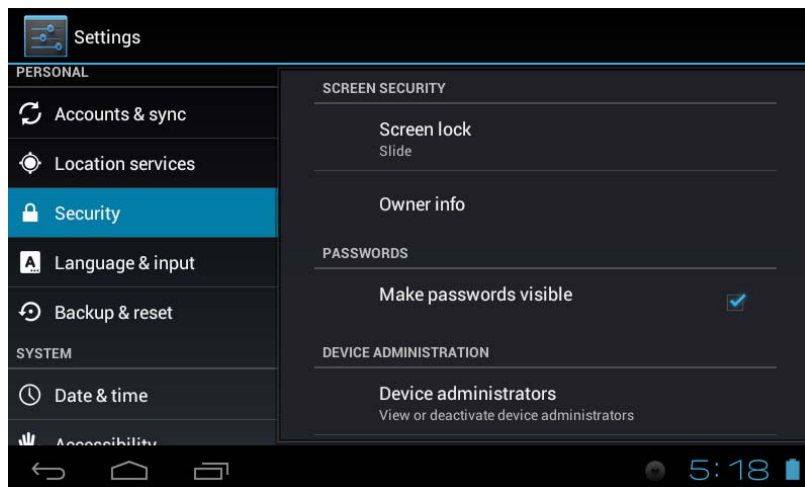 Settings
PERSONAL
Accounts & sync
Location services
Security
Language & input
Backup & reset
SYSTEM
Date & time
Accessibility
SCREEN SECURITY
Screen lock
Slide
Owner info
PASSWORDS
Make passwords visible
DEVICE ADMINISTRATION
Device administrators
View or deactivate device administrators
5:18